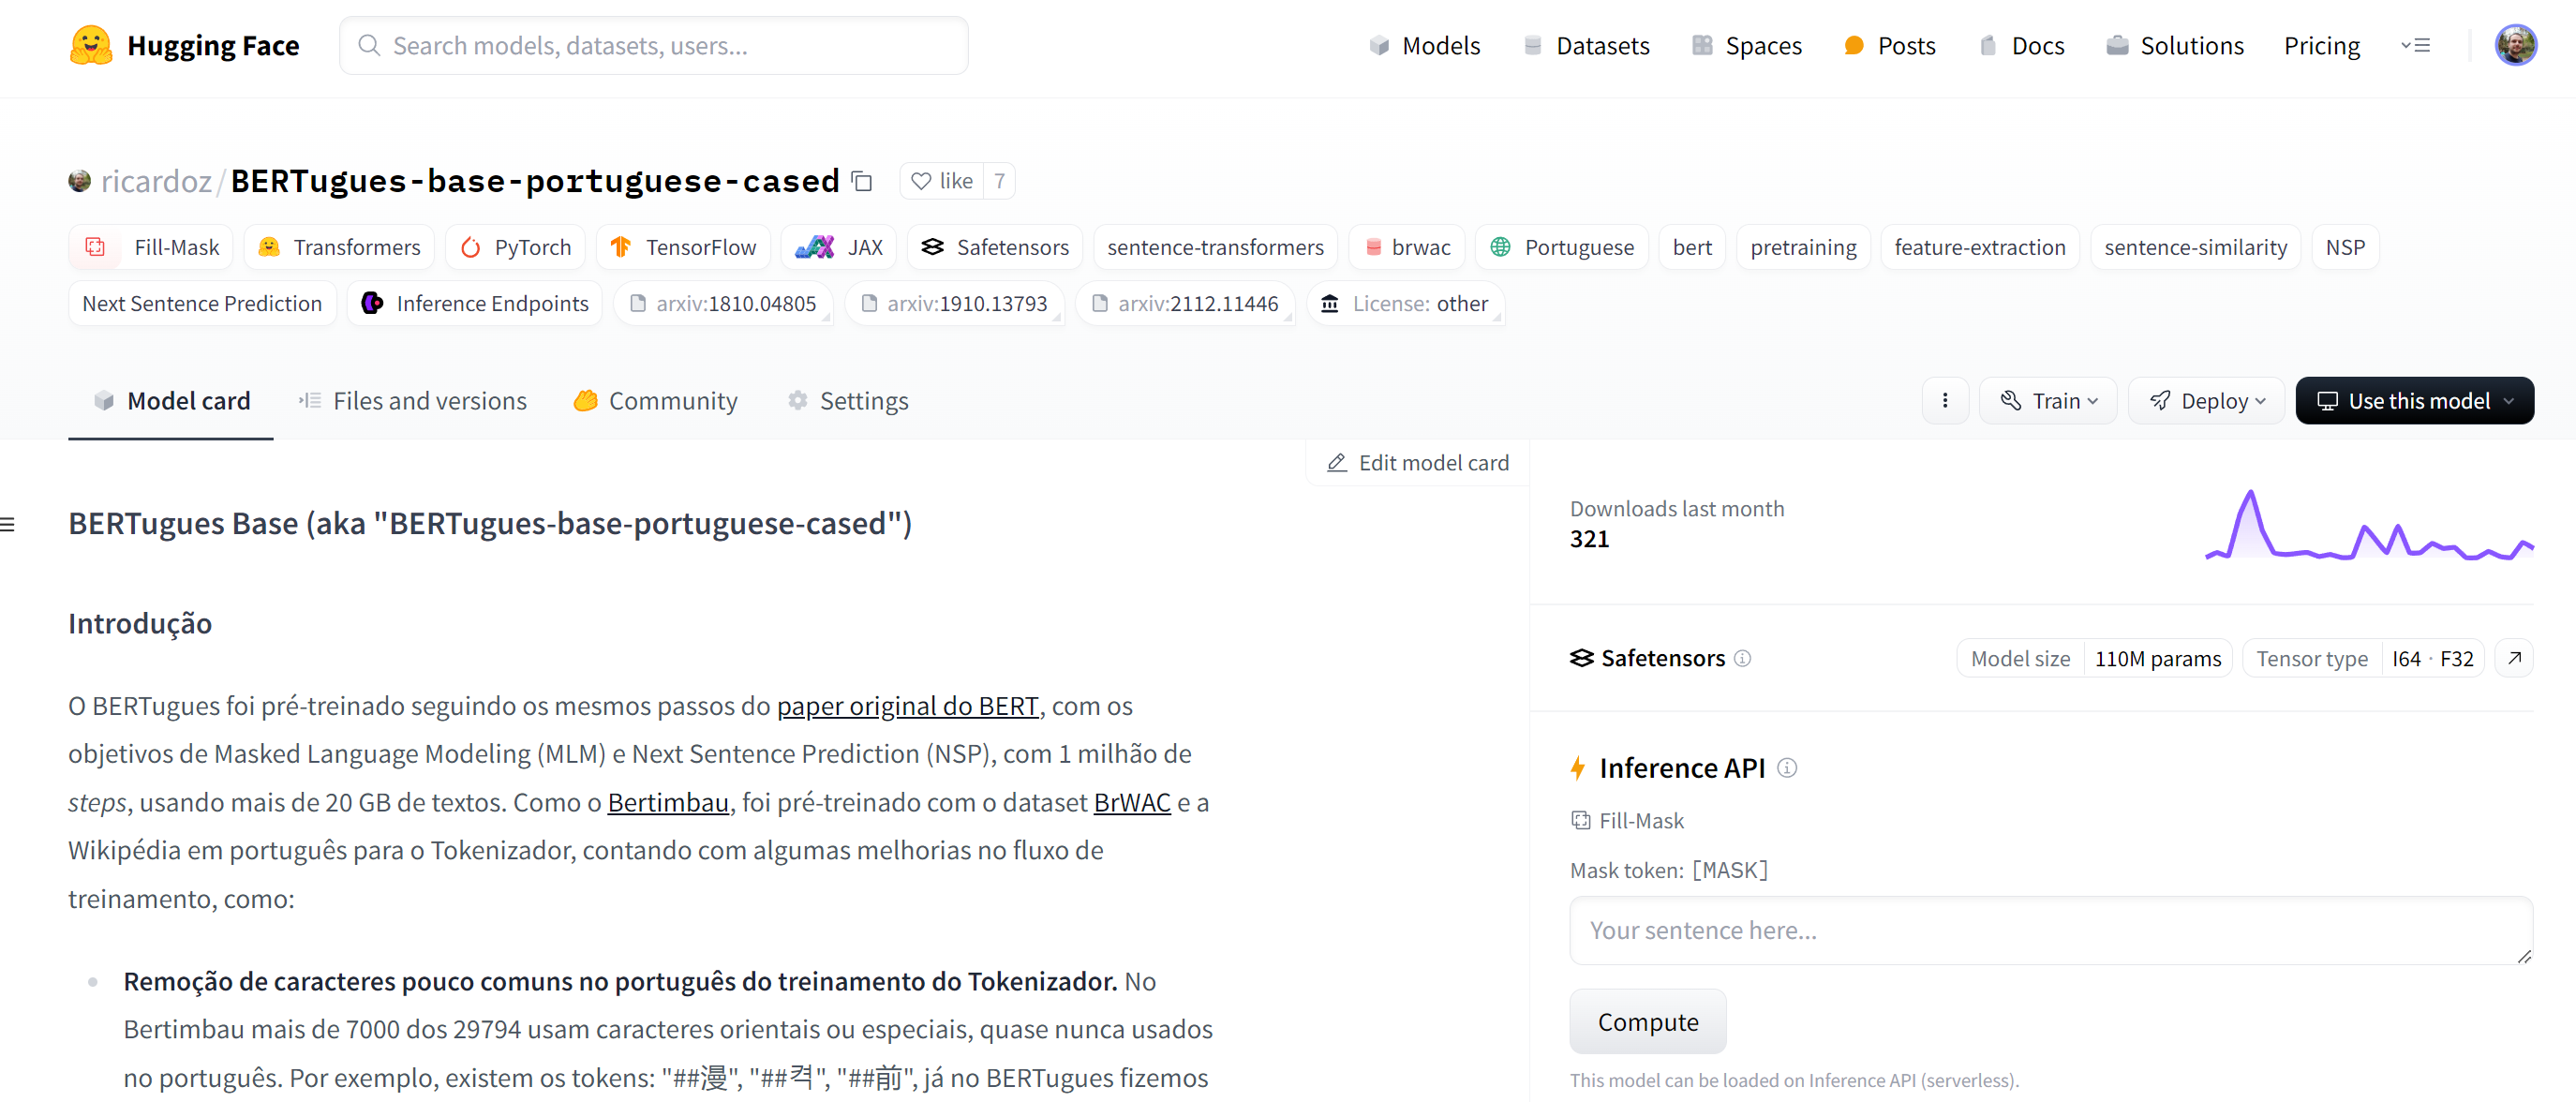 Hugging Face
Search models, datasets, users...
Models
Datasets
Spaces
Posts
Docs
Solutions
Pricing
ricardoz/BERTugues-base-portuguese-cased
like 7
Fill-Mask
Transformers
PyTorch
TensorFlow
JAX
Safetensors
sentence-transformers
brwac
Portuguese
bert
pretraining
feature-extraction
sentence-similarity
NSP
Next Sentence Prediction
Inference Endpoints
arxiv:1810.04805
arxiv:1910.13793
arxiv:2112.11446
License: other
Model card
Files and versions
Community
Settings
Train
Deploy
Use this model
Edit model card
BERTugues Base (aka "BERTugues-base-portuguese-cased")
Introdução
O BERTugues foi pré-treinado seguindo os mesmos passos do paper original do BERT, com os
objetivos de Masked Language Modeling (MLM) e Next Sentence Prediction (NSP), com 1 milhão de
steps, usando mais de 20 GB de textos. Como o Bertimbau, foi pré-treinado com o dataset BrWAC e a
Wikipédia em português para o Tokenizador, contando com algumas melhorias no fluxo de
treinamento, como:
Remoção de caracteres pouco comuns no português do treinamento do Tokenizador. No
Bertimbau mais de 7000 dos 29794 usam caracteres orientais ou especiais, quase nunca usados
no português. Por exemplo, existem os tokens: "##漫", "##켝", "##前", já no BERTugues fizemos
Downloads last month
321
Safetensors
Model size 110M params
Tensor type I64 · F32
Inference API
Fill-Mask
Mask token: [MASK]
Your sentence here...
Compute
This model can be loaded on Inference API (serverless).